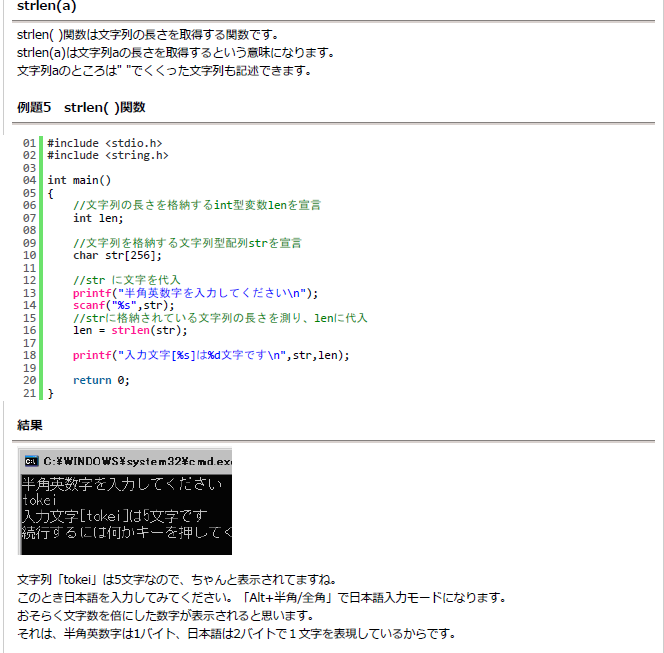 strlen(a)
strlen( )関数は文字列の長さを取得する関数です。
strlen(a)は文字列aの長さを取得するという意味になります。
文字列aのところは" "でくくった文字列も記述できます。
例題5　strlen( )関数
01 #include <stdio.h>
02 #include <string.h>
03
04 int main()
05 {
06     //文字列の長さを格納するint型変数lenを宣言
07     int len;
08
09     //文字列を格納する文字列型配列strを宣言
10     char str[256];
11
12     //str に文字を代入
13     printf("半角英数字を入力してください\n");
14     scanf("%s",str);
15     //strに格納されている文字列の長さを測り、lenに代入
16     len = strlen(str);
17
18     printf("入力文字[%s]は%d文字です\n",str,len);
19
20     return 0;
21 }
結果
C:¥WINDOWS¥system32¥cmd.exe
半角英数字を入力してください
tokei
入力文字[tokei]は5文字です
続行するには何かキーを押してく
文字列「tokei」は5文字なので、ちゃんと表示されてますね。
このとき日本語を入力してみてください。「Alt+半角/全角」で日本語入力モードになります。
おそらく文字数を倍にした数字が表示されると思います。
それは、半角英数字は1バイト、日本語は2バイトで１文字を表現しているからです。